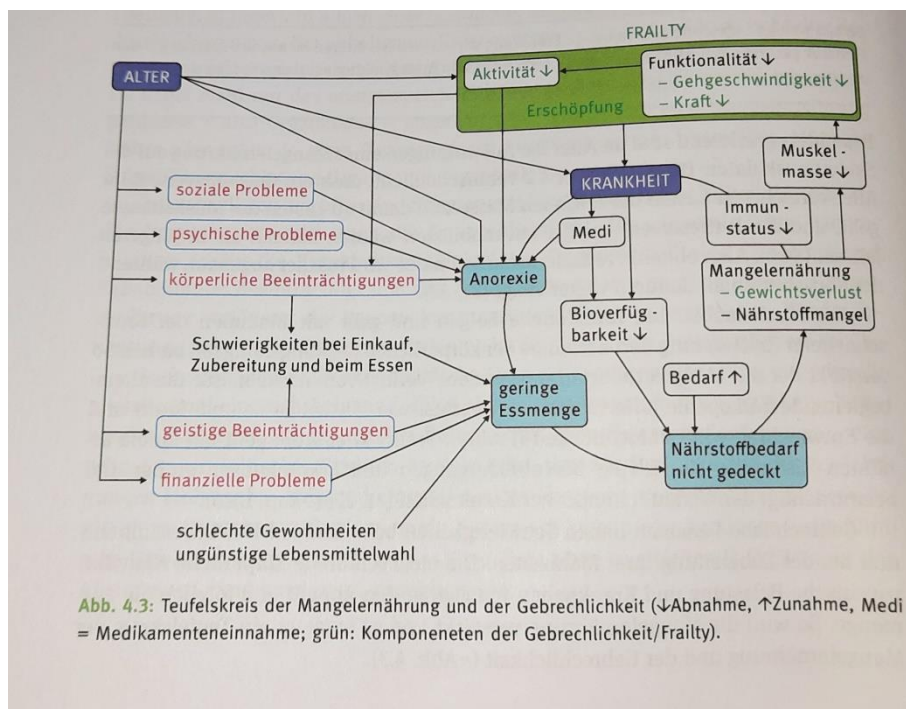 FRAILTY
ALTER
Aktivität ↓
Funktionalität ↓
– Gehgeschwindigkeit ↓
– Kraft ↓
Erschöpfung
Muskel-
masse ↓
soziale Probleme
KRANKHEIT
Immun-
status ↓
psychische Probleme
Medi
körperliche Beeinträchtigungen
Anorexie
Mangelernährung
– Gewichtsverlust
– Nährstoffmangel
Bioverfüg-
barkeit ↓
Schwierigkeiten bei Einkauf,
Zubereitung und beim Essen
geringe
Essmenge
Bedarf ↑
geistige Beeinträchtigungen
Nährstoffbedarf
nicht gedeckt
finanzielle Probleme
schlechte Gewohnheiten
ungünstige Lebensmittelwahl
Abb. 4.3: Teufelskreis der Mangelernährung und der Gebrechlichkeit (↓Abnahme, ↑Zunahme, Medi
= Medikamenteneinnahme; grün: Komponeneten der Gebrechlichkeit/Frailty).